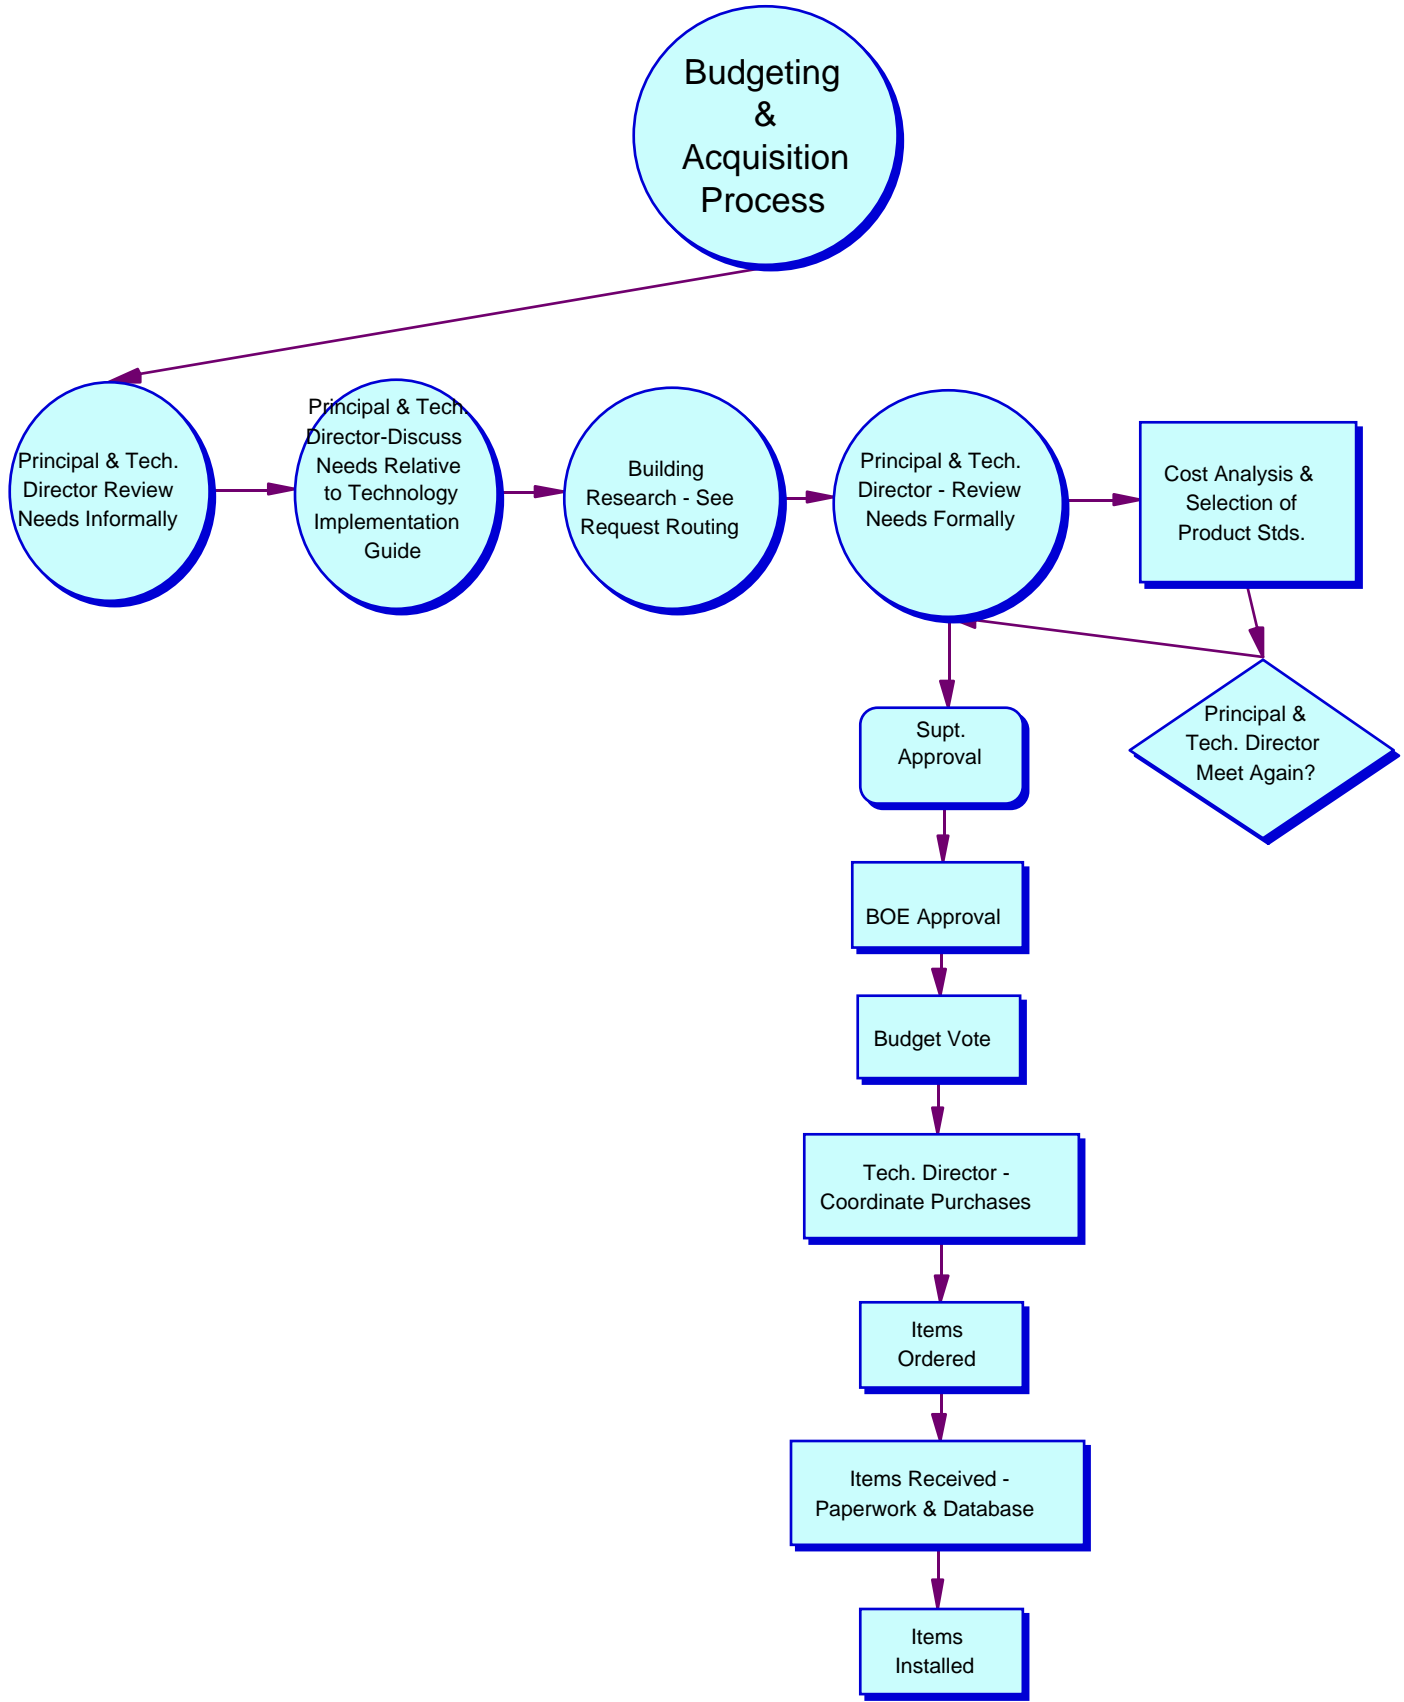 Budgeting
&
Acquisition
Process
Principal & Tech.
Director Review
Needs Informally
Principal & Tech.
Director-Discuss
Needs Relative
to Technology
Implementation
Guide
Building
Research - See
Request Routing
Principal & Tech.
Director - Review
Needs Formally
Cost Analysis &
Selection of
Product Stds.
Principal &
Tech. Director
Meet Again?
Supt.
Approval
BOE Approval
Budget Vote
Tech. Director -
Coordinate Purchases
Items
Ordered
Items Received -
Paperwork & Database
Items
Installed